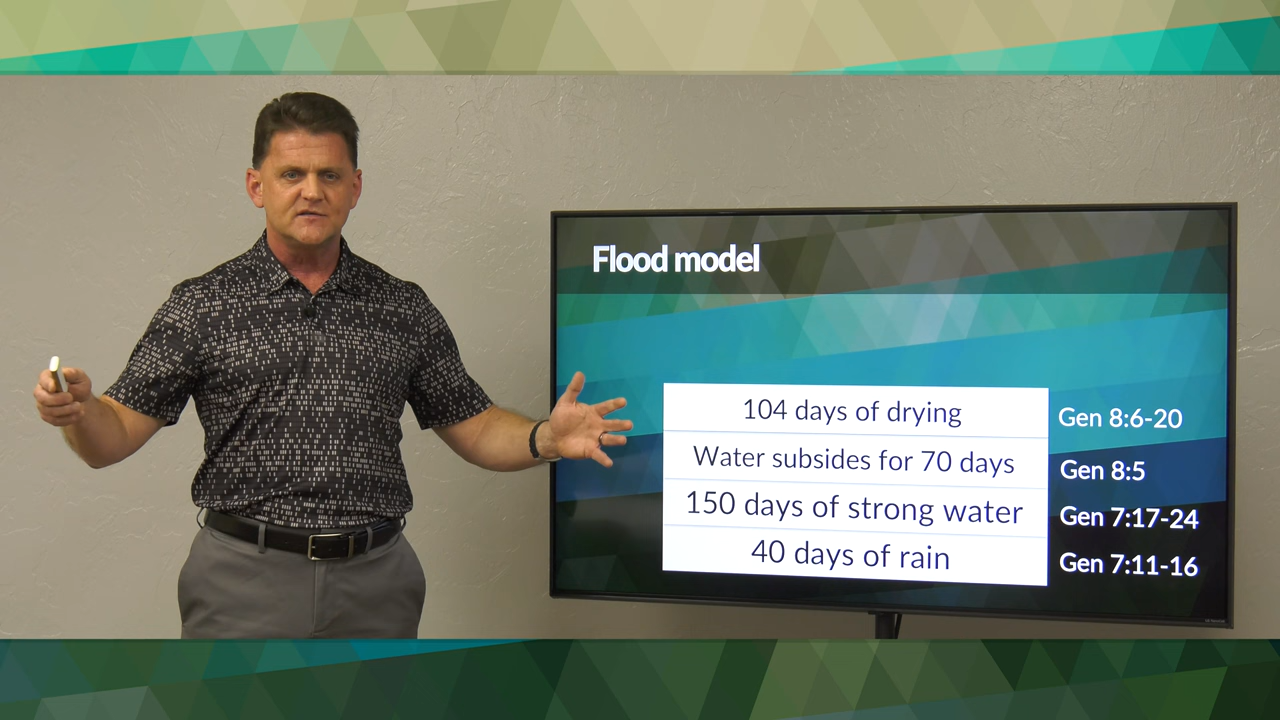 Flood model
104 days of drying Gen 8:6-20
Water subsides for 70 days Gen 8:5
150 days of strong water Gen 7:17-24
40 days of rain Gen 7:11-16